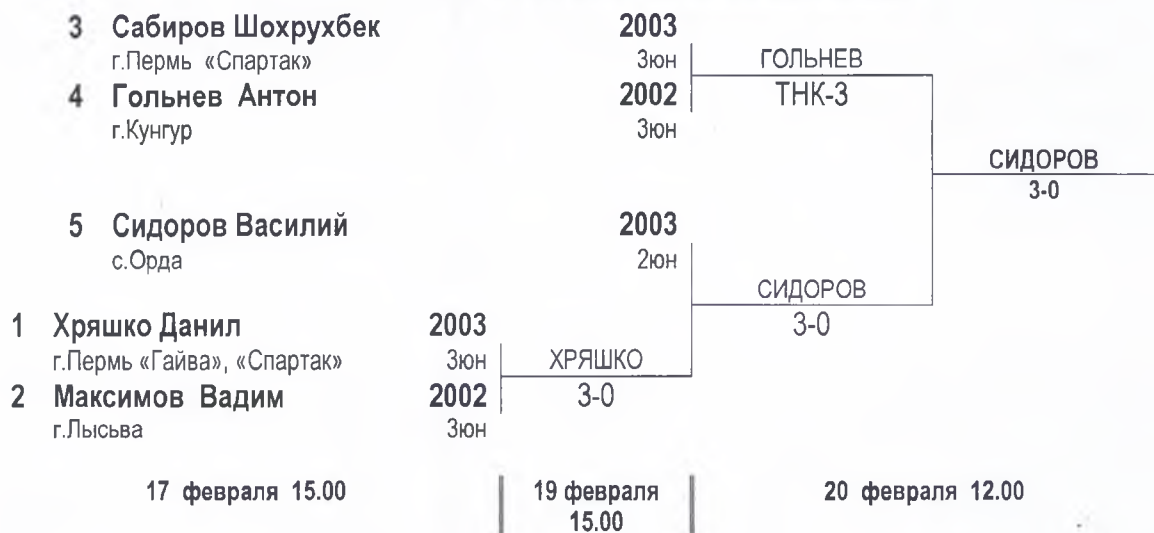 3 Сабиров Шохрухбек 2003
г.Пермь «Спартак» 3юн ГОЛЬНЕВ
4 Гольнев Антон 2002 ТНК-3
г.Кунгур 3юн
СИДОРОВ
3-0
5 Сидоров Василий 2003
с.Орда 2юн
СИДОРОВ
1 Хряшко Данил 2003 3-0
г.Пермь «Гайва», «Спартак» 3юн ХРЯШКО
2 Максимов Вадим 2002 3-0
г.Лысьва 3юн
17 февраля 15.00 19 февраля 20 февраля 12.00
15.00